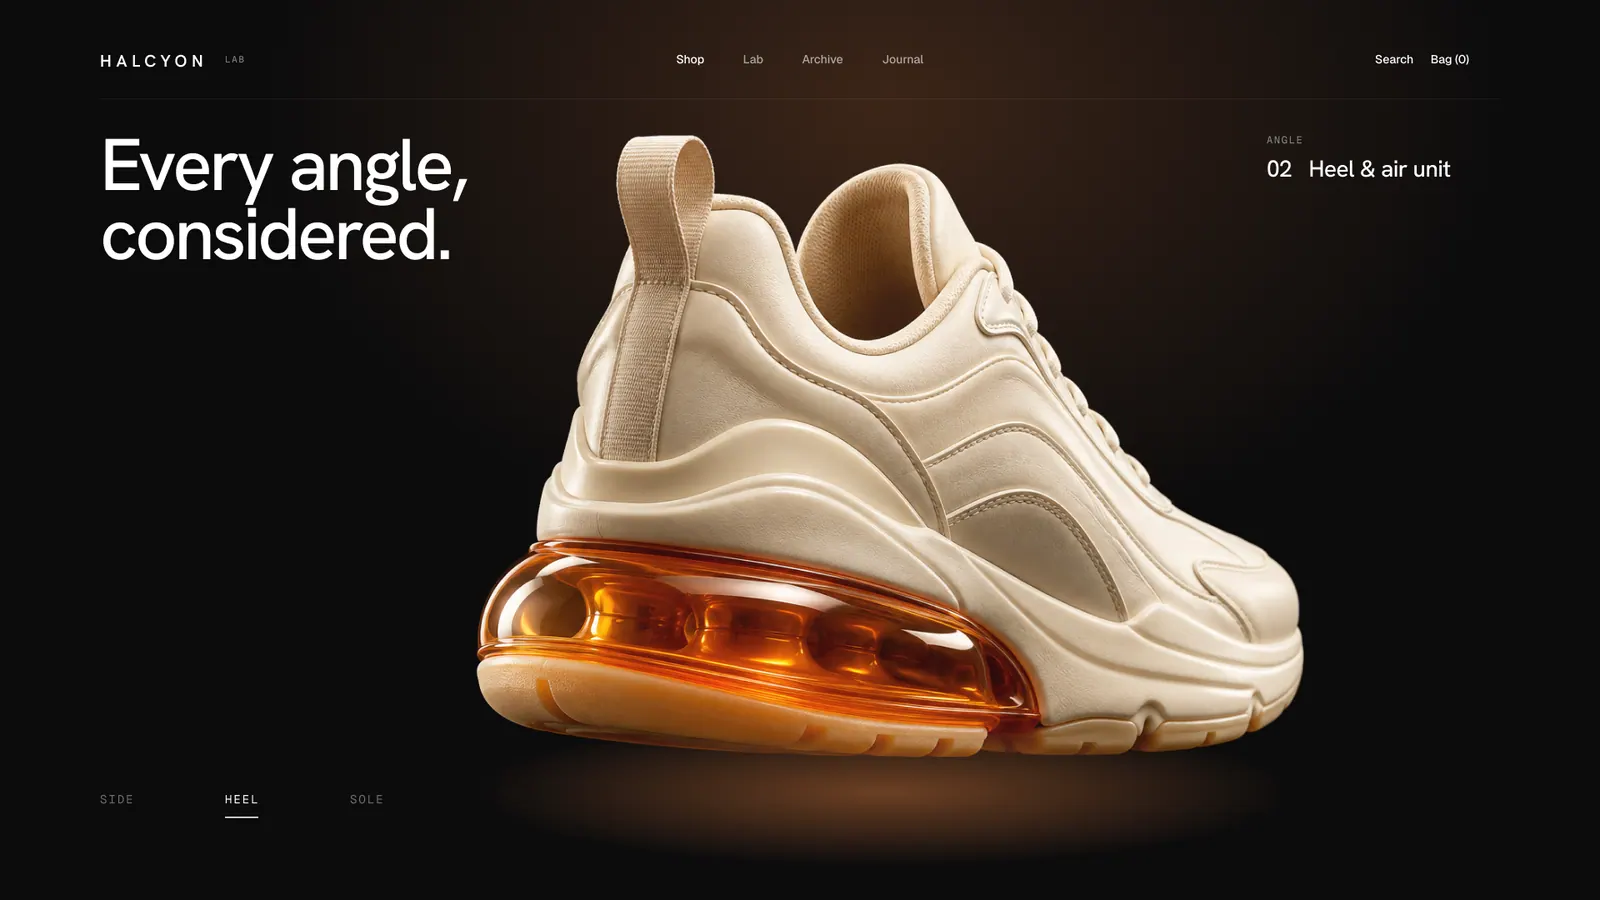 HALCYON LAB
Shop Lab Archive Journal
Search Bag (0)
Every angle,
considered.
ANGLE
02 Heel & air unit
SIDE HEEL SOLE